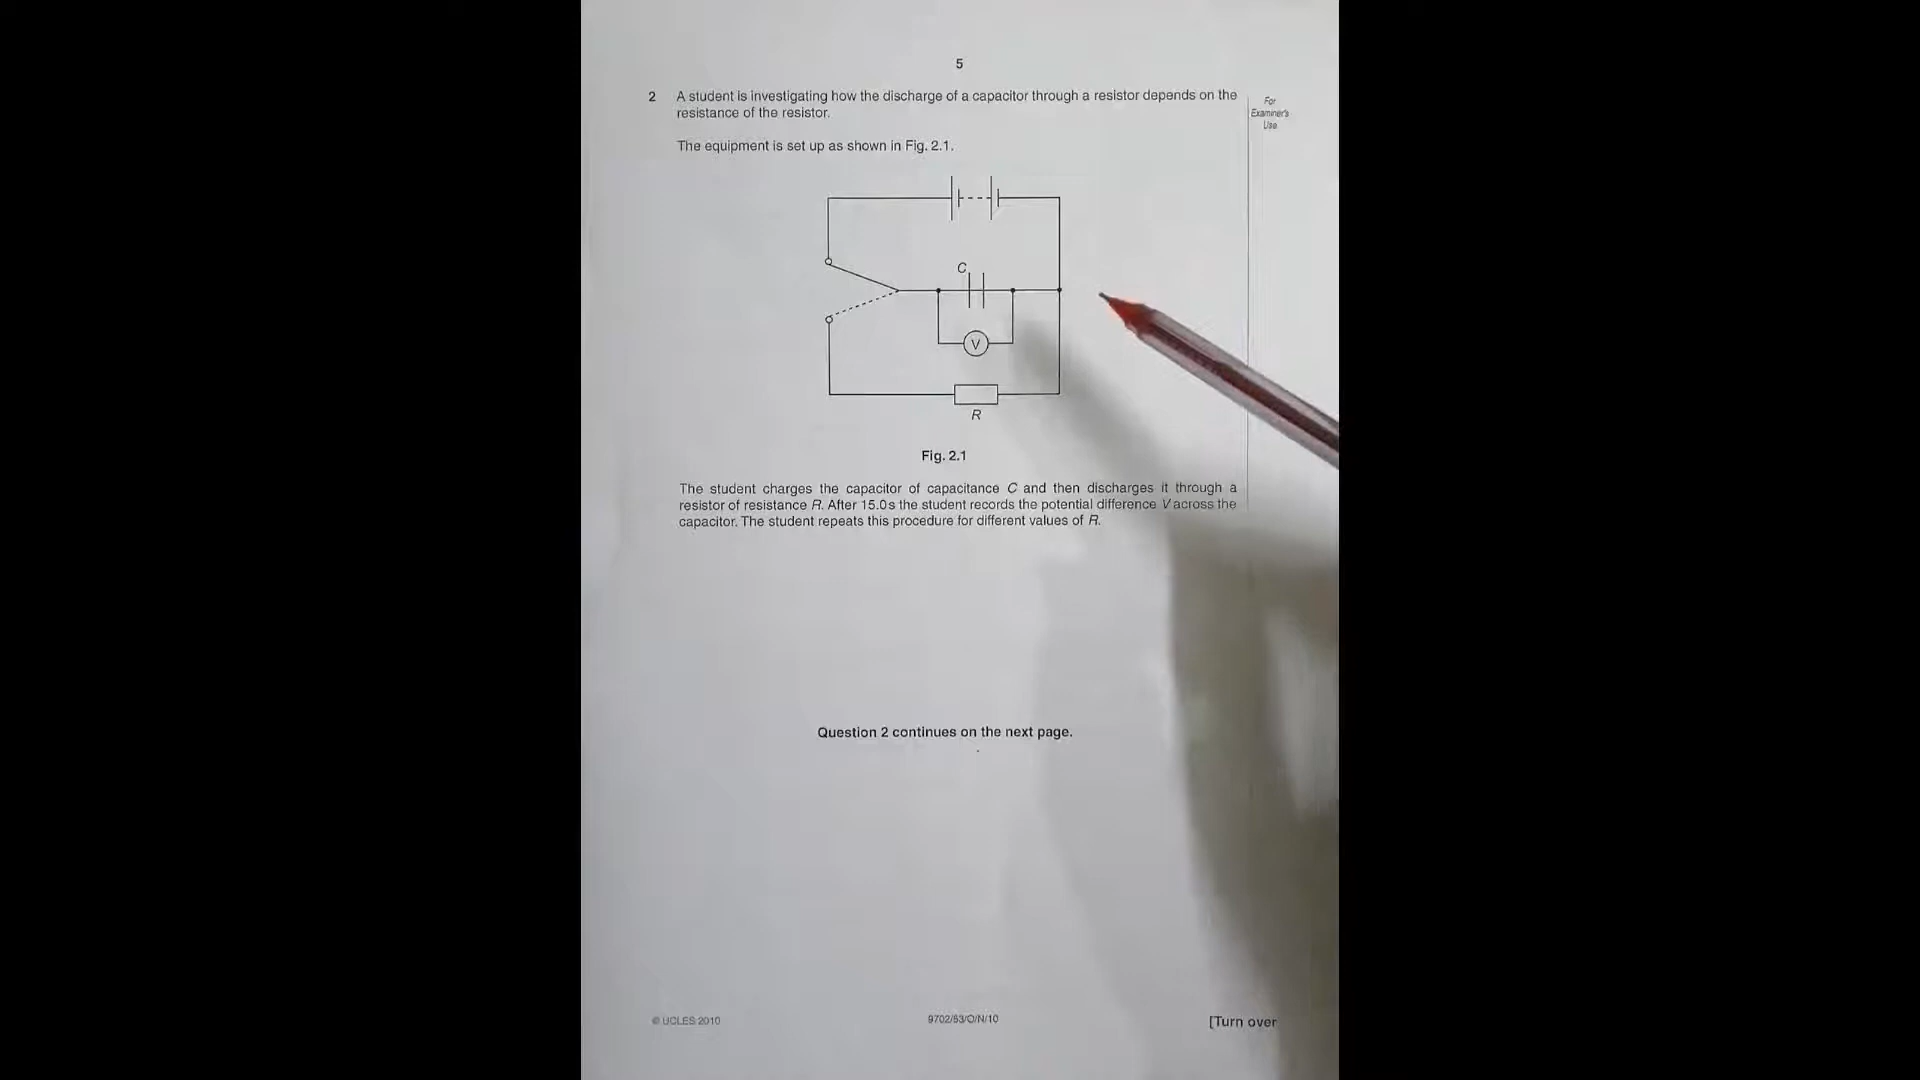 5
2 A student is investigating how the discharge of a capacitor through a resistor depends on the
resistance of the resistor.
For
Examiner's
Use
The equipment is set up as shown in Fig. 2.1.
C
V
R
Fig. 2.1
The student charges the capacitor of capacitance C and then discharges it through a
resistor of resistance R. After 15.0 s the student records the potential difference V across the
capacitor. The student repeats this procedure for different values of R.
Question 2 continues on the next page.
© UCLES 2010
9702/53/O/N/10
[Turn over